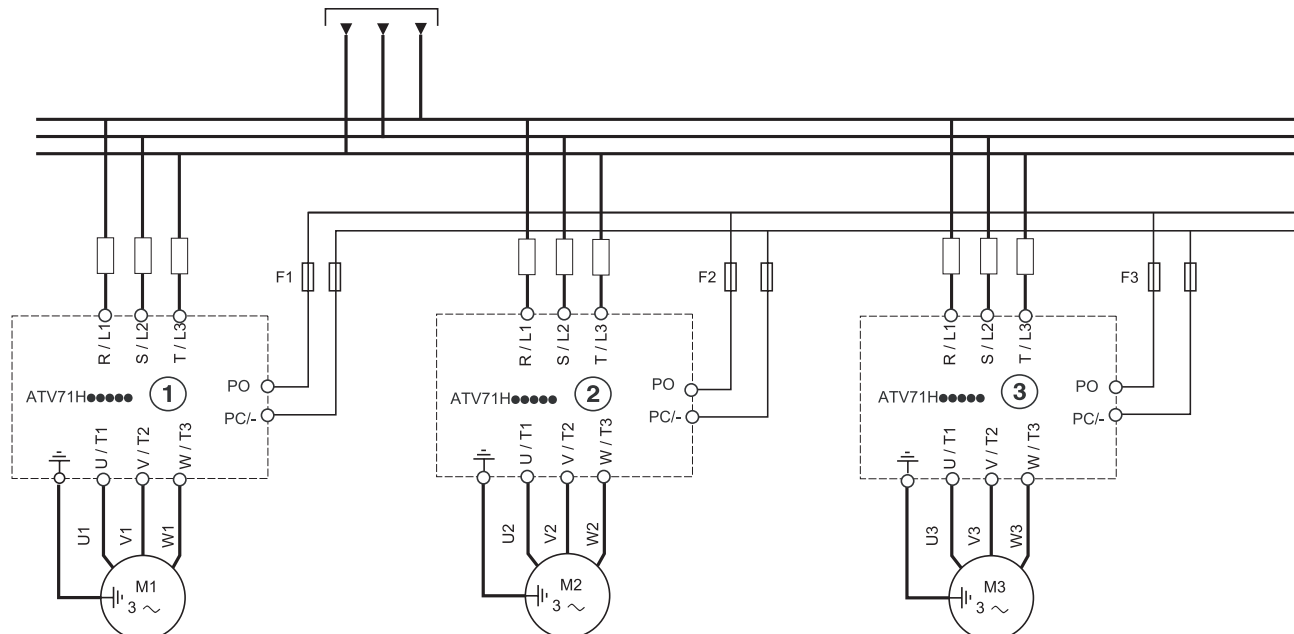 F1
F2
F3
R / L1
S / L2
T / L3
R / L1
S / L2
T / L3
R / L1
S / L2
T / L3
ATV71H●●●●●
1
PO
PC/-
ATV71H●●●●●
2
PO
PC/-
ATV71H●●●●●
3
PO
PC/-
U / T1
V / T2
W / T3
U / T1
V / T2
W / T3
U / T1
V / T2
W / T3
U1
V1
W1
U2
V2
W2
U3
V3
W3
M1
3 ~
M2
3 ~
M3
3 ~